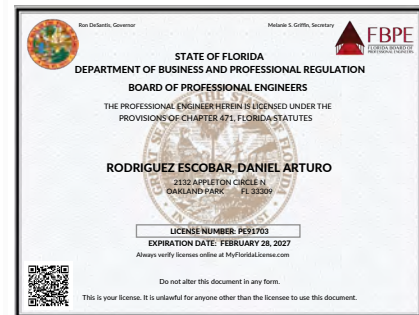 Ron DeSantis, Governor
Melanie S. Griffin, Secretary
FBPE
FLORIDA BOARD OF
PROFESSIONAL ENGINEERS
STATE OF FLORIDA
DEPARTMENT OF BUSINESS AND PROFESSIONAL REGULATION
BOARD OF PROFESSIONAL ENGINEERS
THE PROFESSIONAL ENGINEER HEREIN IS LICENSED UNDER THE
PROVISIONS OF CHAPTER 471, FLORIDA STATUTES
RODRIGUEZ ESCOBAR, DANIEL ARTURO
2132 APPLETON CIRCLE N
OAKLAND PARK FL 33309
LICENSE NUMBER: PE91703
EXPIRATION DATE: FEBRUARY 28, 2027
Always verify licenses online at MyFloridaLicense.com
Do not alter this document in any form.
This is your license. It is unlawful for anyone other than the licensee to use this document.